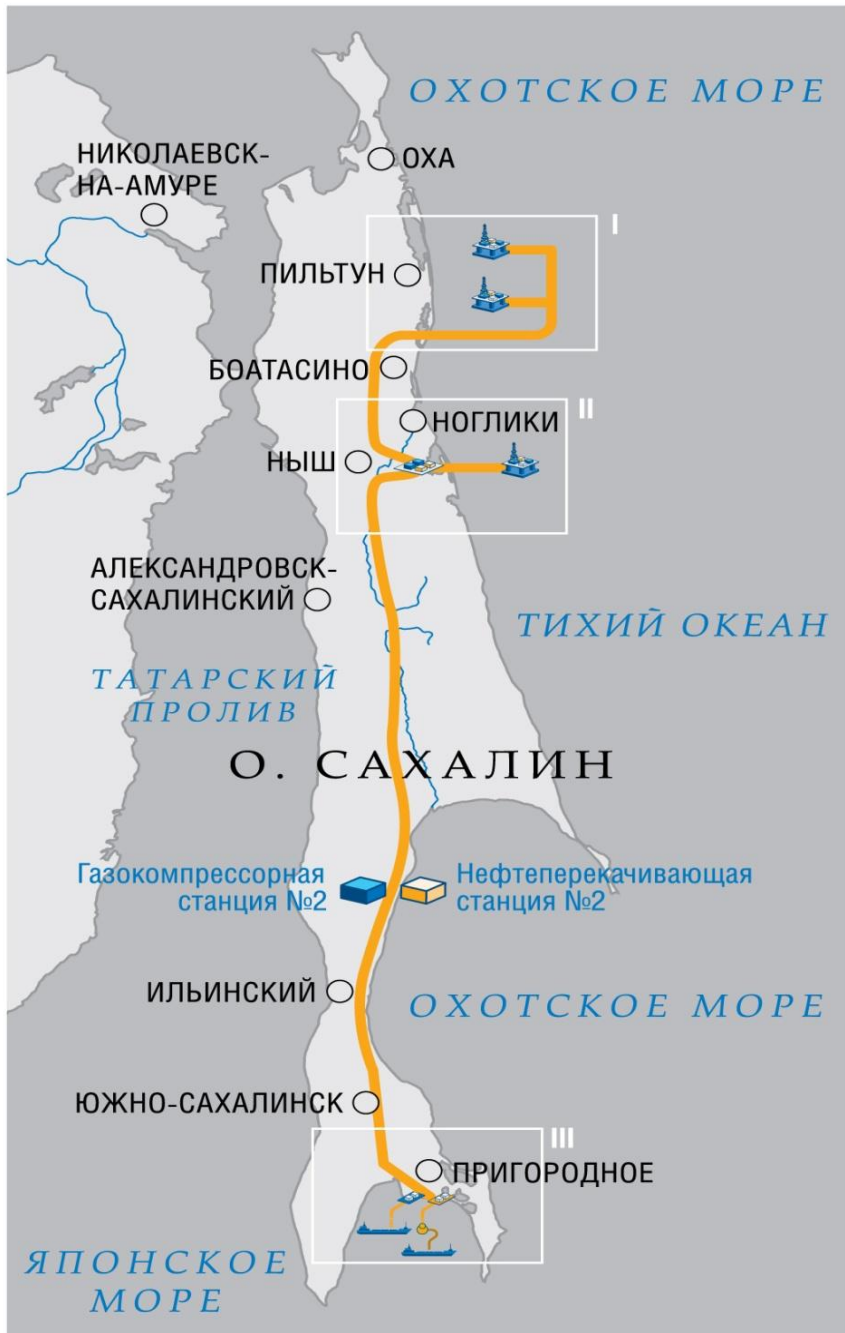 ОХОТСКОЕ МОРЕ
НИКОЛАЕВСК-
НА-АМУРЕ
ОХА
I
ПИЛЬТУН
БОАТАСИНО
II
НОГЛИКИ
НЫШ
АЛЕКСАНДРОВСК-
САХАЛИНСКИЙ
ТИХИЙ ОКЕАН
ТАТАРСКИЙ
ПРОЛИВ
О. САХАЛИН
Газокомпрессорная
станция №2
Нефтеперекачивающая
станция №2
ИЛЬИНСКИЙ
ОХОТСКОЕ МОРЕ
ЮЖНО-САХАЛИНСК
III
ПРИГОРОДНОЕ
ЯПОНСКОЕ
МОРЕ